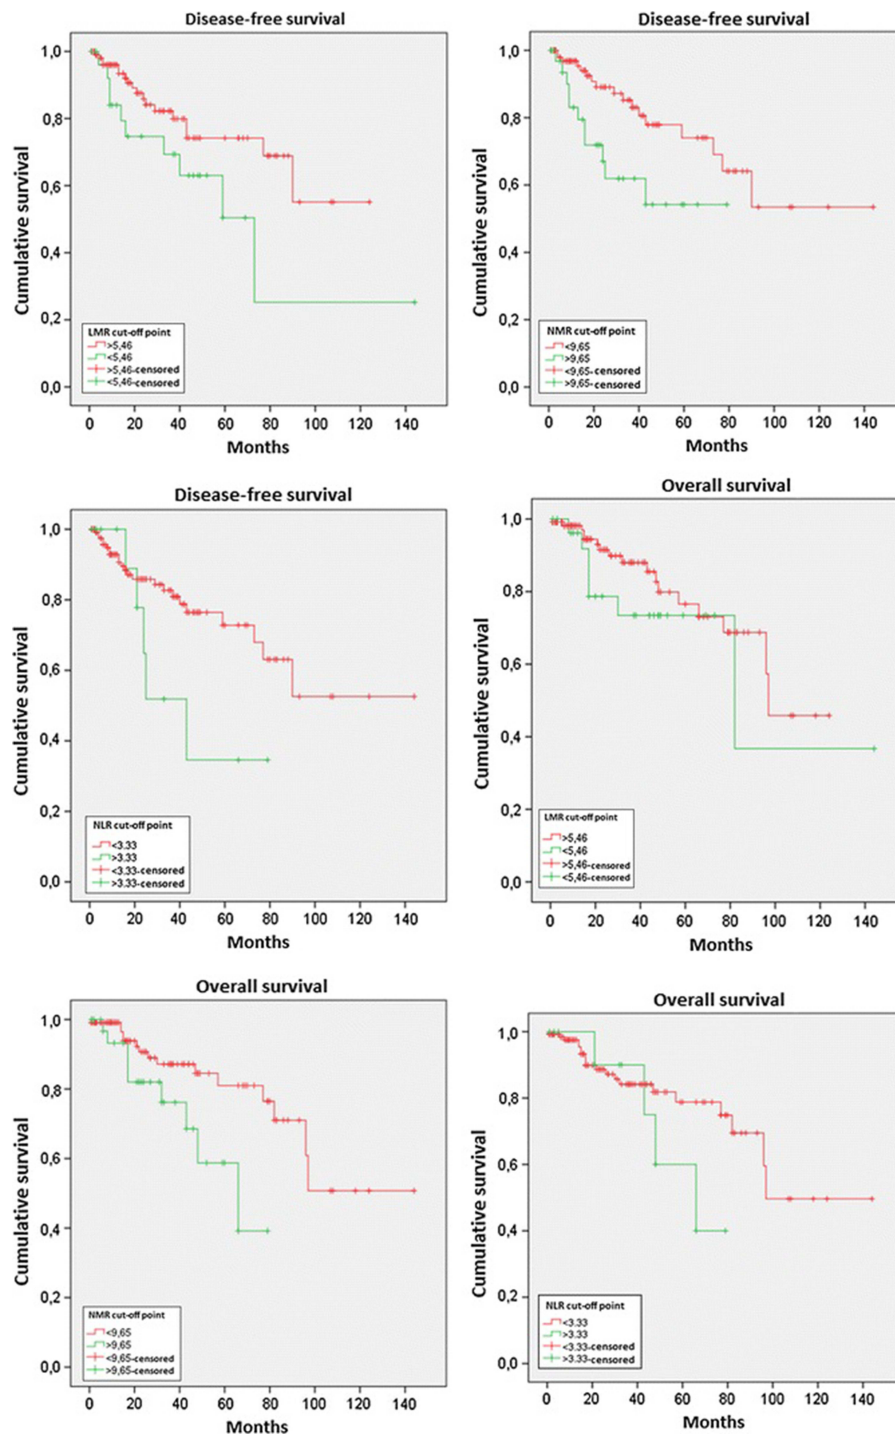 Disease-free survival
Cumulative survival
1,0
0,8
0,6
0,4
0,2
0,0
LMR cut-off point
>5,46
<5,46
>5,46-censored
<5,46-censored
0 20 40 60 80 100 120 140
Months
Disease-free survival
Cumulative survival
1,0
0,8
0,6
0,4
0,2
0,0
NMR cut-off point
<9,65
>9,65
<9,65-censored
>9,65-censored
0 20 40 60 80 100 120 140
Months
Disease-free survival
Cumulative survival
1,0
0,8
0,6
0,4
0,2
0,0
NLR cut-off point
<3.33
>3.33
<3.33-censored
>3.33-censored
0 20 40 60 80 100 120 140
Months
Overall survival
Cumulative survival
1,0
0,8
0,6
0,4
0,2
0,0
LMR cut-off point
>5,46
<5,46
>5,46-censored
<5,46-censored
0 20 40 60 80 100 120 140
Months
Overall survival
Cumulative survival
1,0
0,8
0,6
0,4
0,2
0,0
NMR cut-off point
<9,65
>9,65
<9,65-censored
>9,65-censored
0 20 40 60 80 100 120 140
Months
Overall survival
Cumulative survival
1,0
0,8
0,6
0,4
0,2
0,0
NLR cut-off point
<3.33
>3.33
<3.33-censored
>3.33-censored
0 20 40 60 80 100 120 140
Months